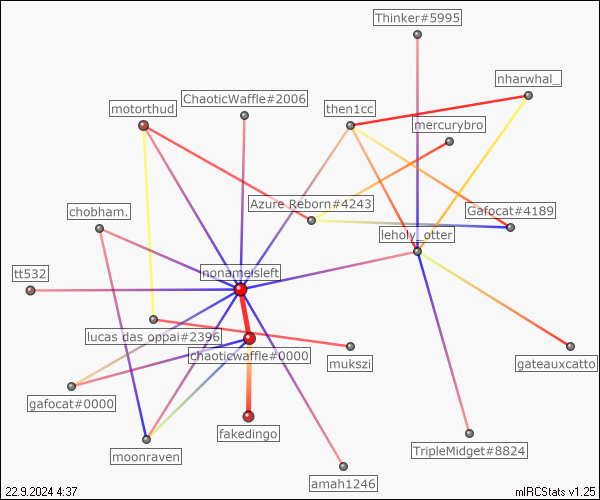 Thinker#5995
nharwhal_
ChaoticWaffle#2006
motorthud
then1cc
mercurybro
Azure Reborn#4243
chobham.
Gafocat#4189
leholy_otter
tt532
nonameisleft
lucas das oppai#2396
chaoticwaffle#0000
mukszi
gateauxcatto
gafocat#0000
fakedingo
moonraven
TripleMidget#8824
amah1246
22.9.2024 4:37
mIRCStats v1.25